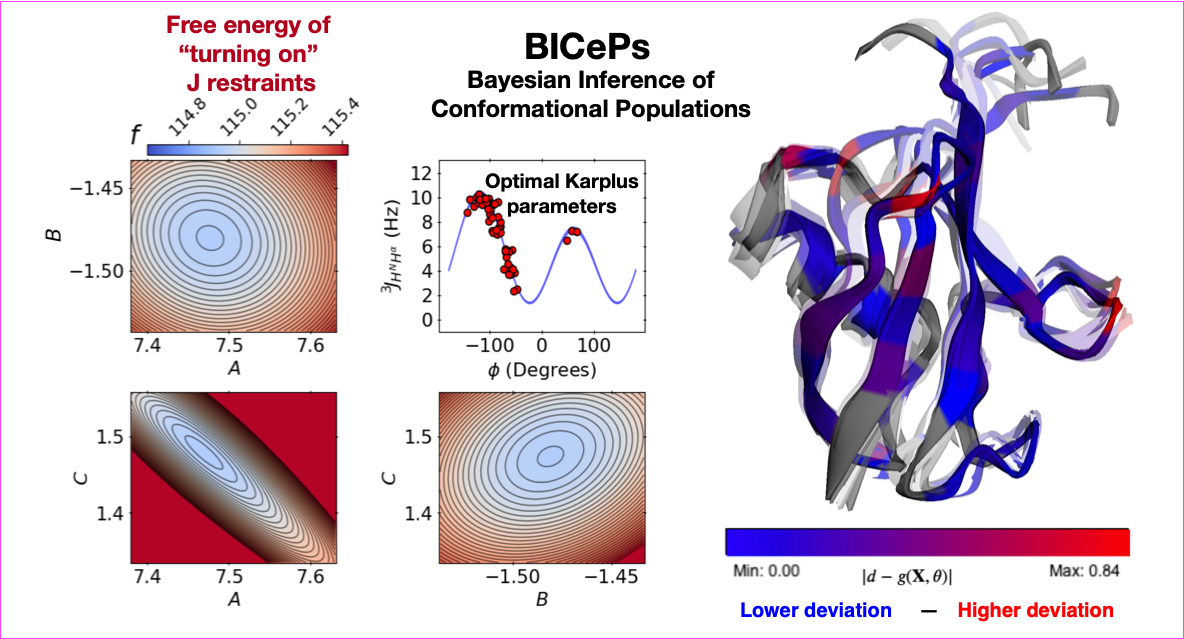 Free energy of
“turning on”
J restraints
f
114.8 115.0 115.2 115.4
−1.45
−1.50
B
7.4 7.5 7.6
A
1.5
1.4
C
7.4 7.5 7.6
A
BICePs
Bayesian Inference of
Conformational Populations
12
10
8
6
4
2
0
³J_{H^N H^α} (Hz)
Optimal Karplus
parameters
−100 0 100
ϕ (Degrees)
1.5
1.4
C
−1.50 −1.45
B
Min: 0.00 |d − g(X, θ)| Max: 0.84
Lower deviation — Higher deviation